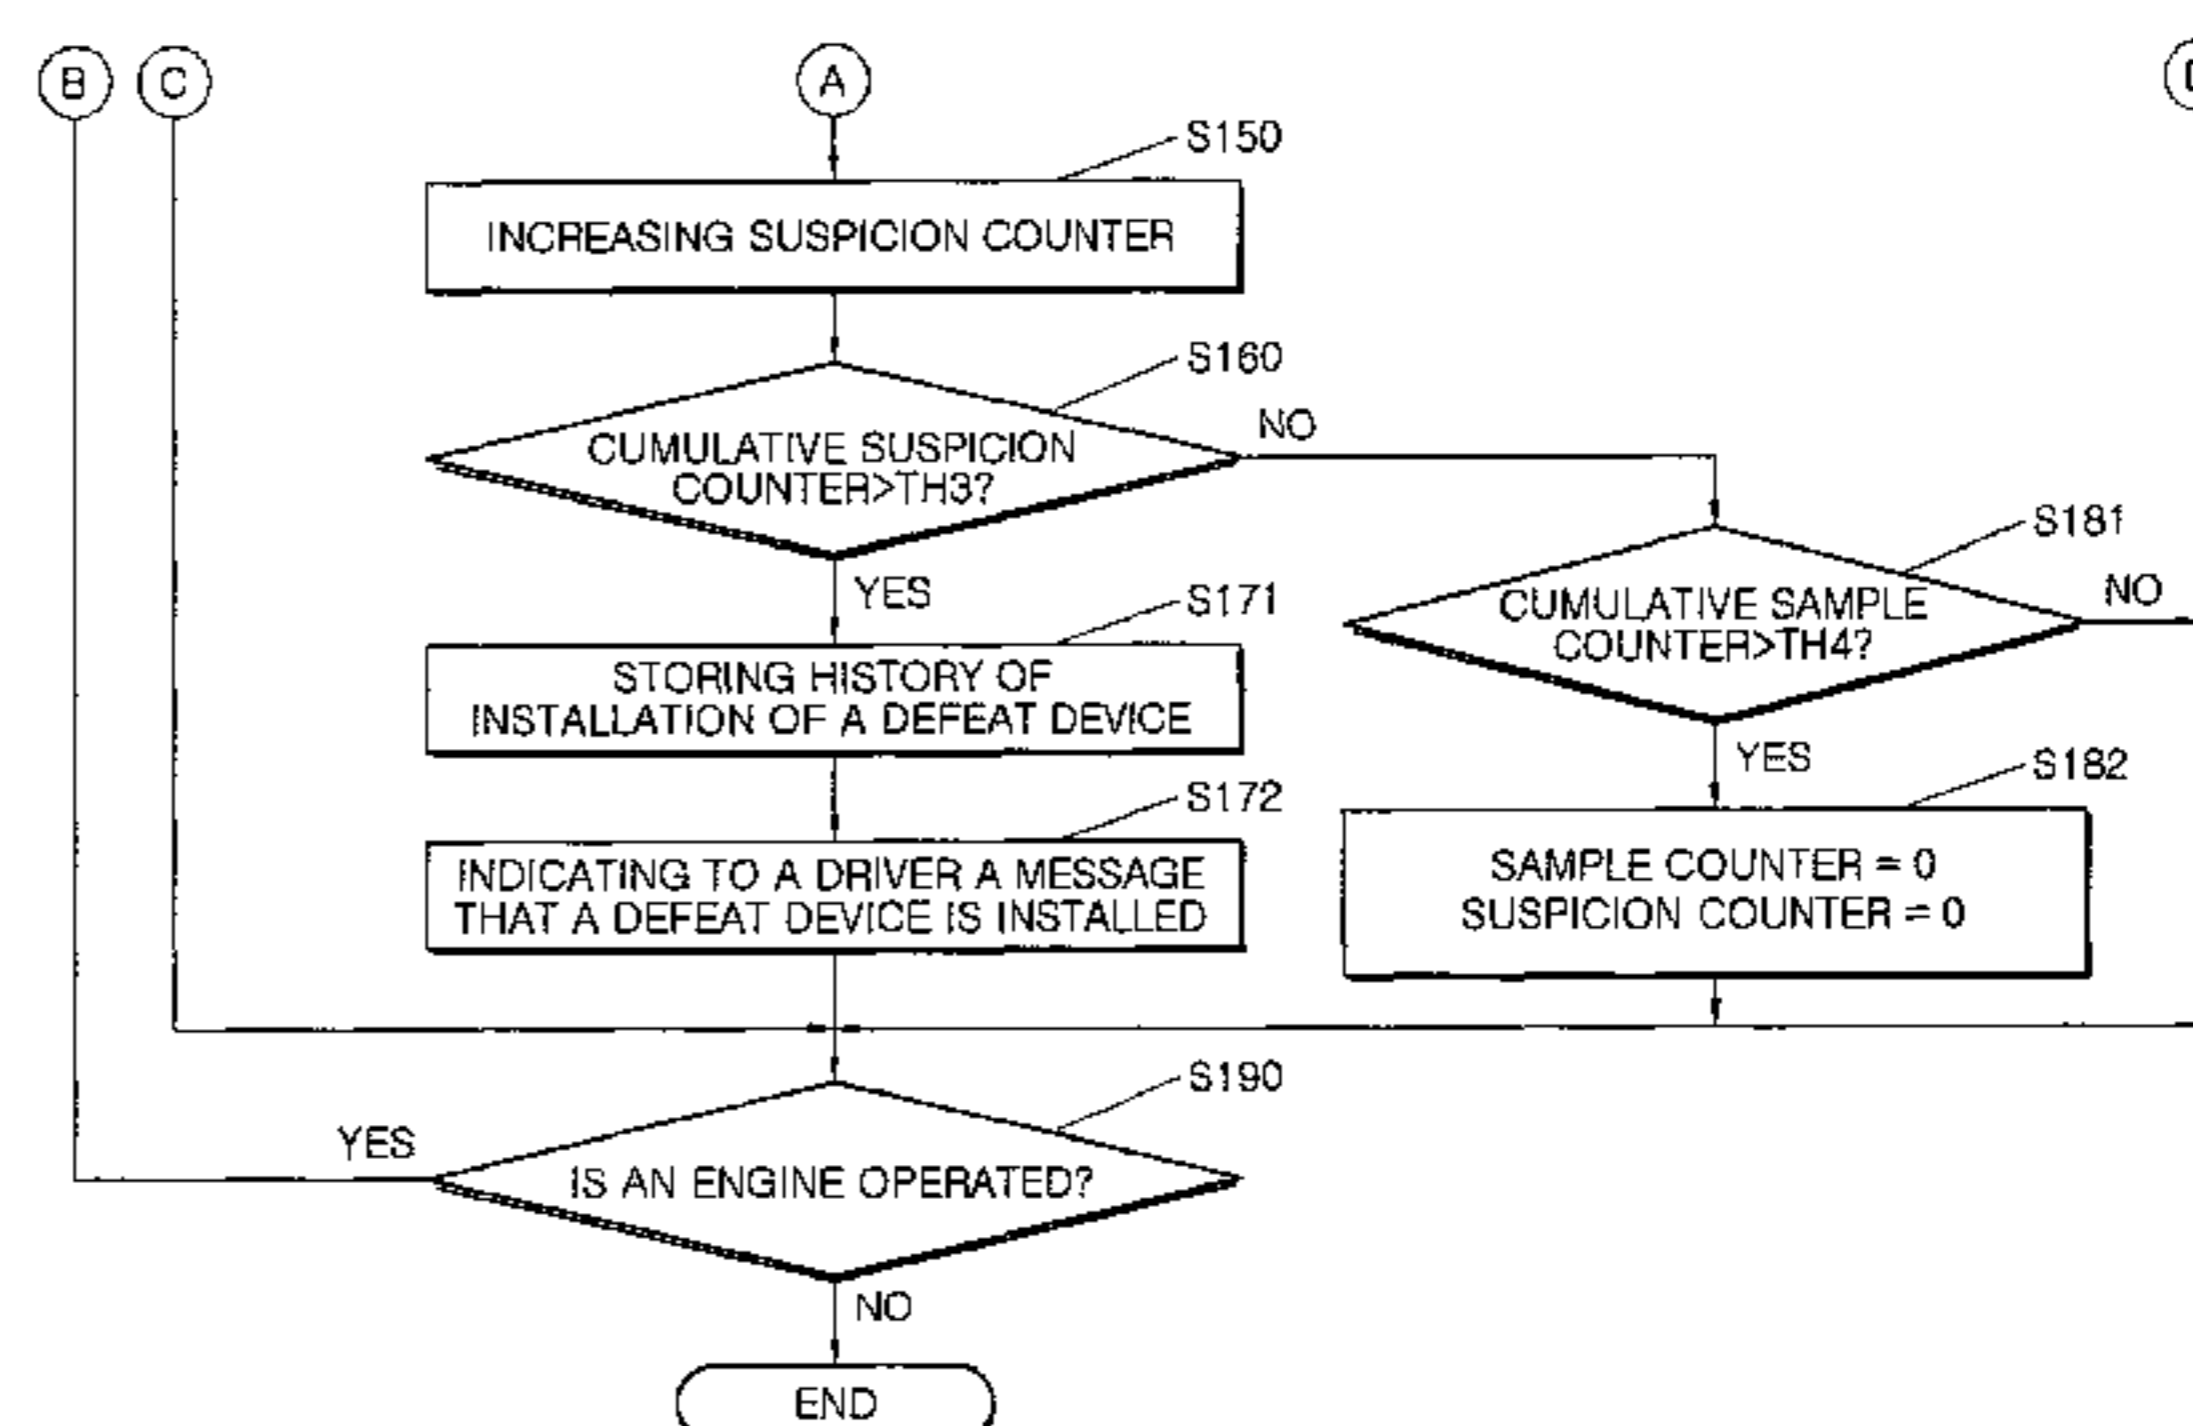 B
C
A
S150
INCREASING SUSPICION COUNTER
S160
CUMULATIVE SUSPICION
COUNTER>TH3?
NO
S181
CUMULATIVE SAMPLE
COUNTER>TH4?
NO
YES
S171
STORING HISTORY OF
INSTALLATION OF A DEFEAT DEVICE
YES
S182
SAMPLE COUNTER = 0
SUSPICION COUNTER = 0
S172
INDICATING TO A DRIVER A MESSAGE
THAT A DEFEAT DEVICE IS INSTALLED
S190
YES
IS AN ENGINE OPERATED?
NO
END